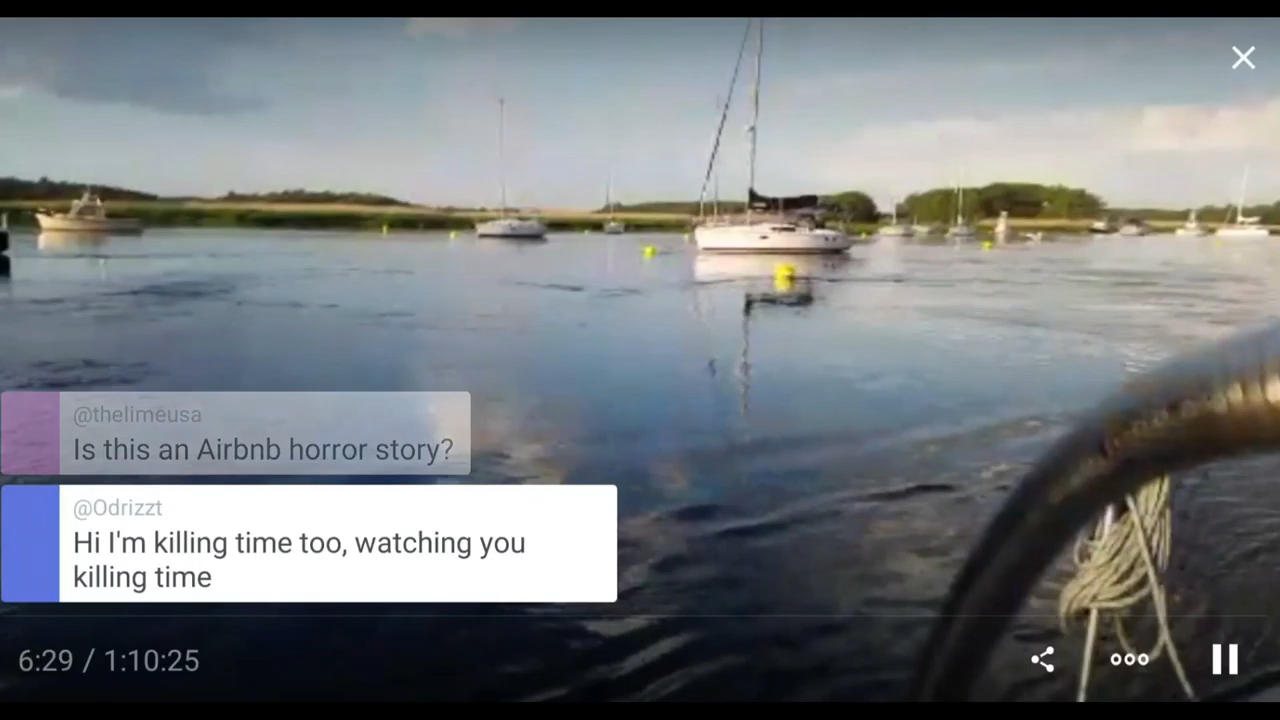 @thelimeusa
Is this an Airbnb horror story?
@Odrizzt
Hi I'm killing time too, watching you
killing time
6:29 / 1:10:25